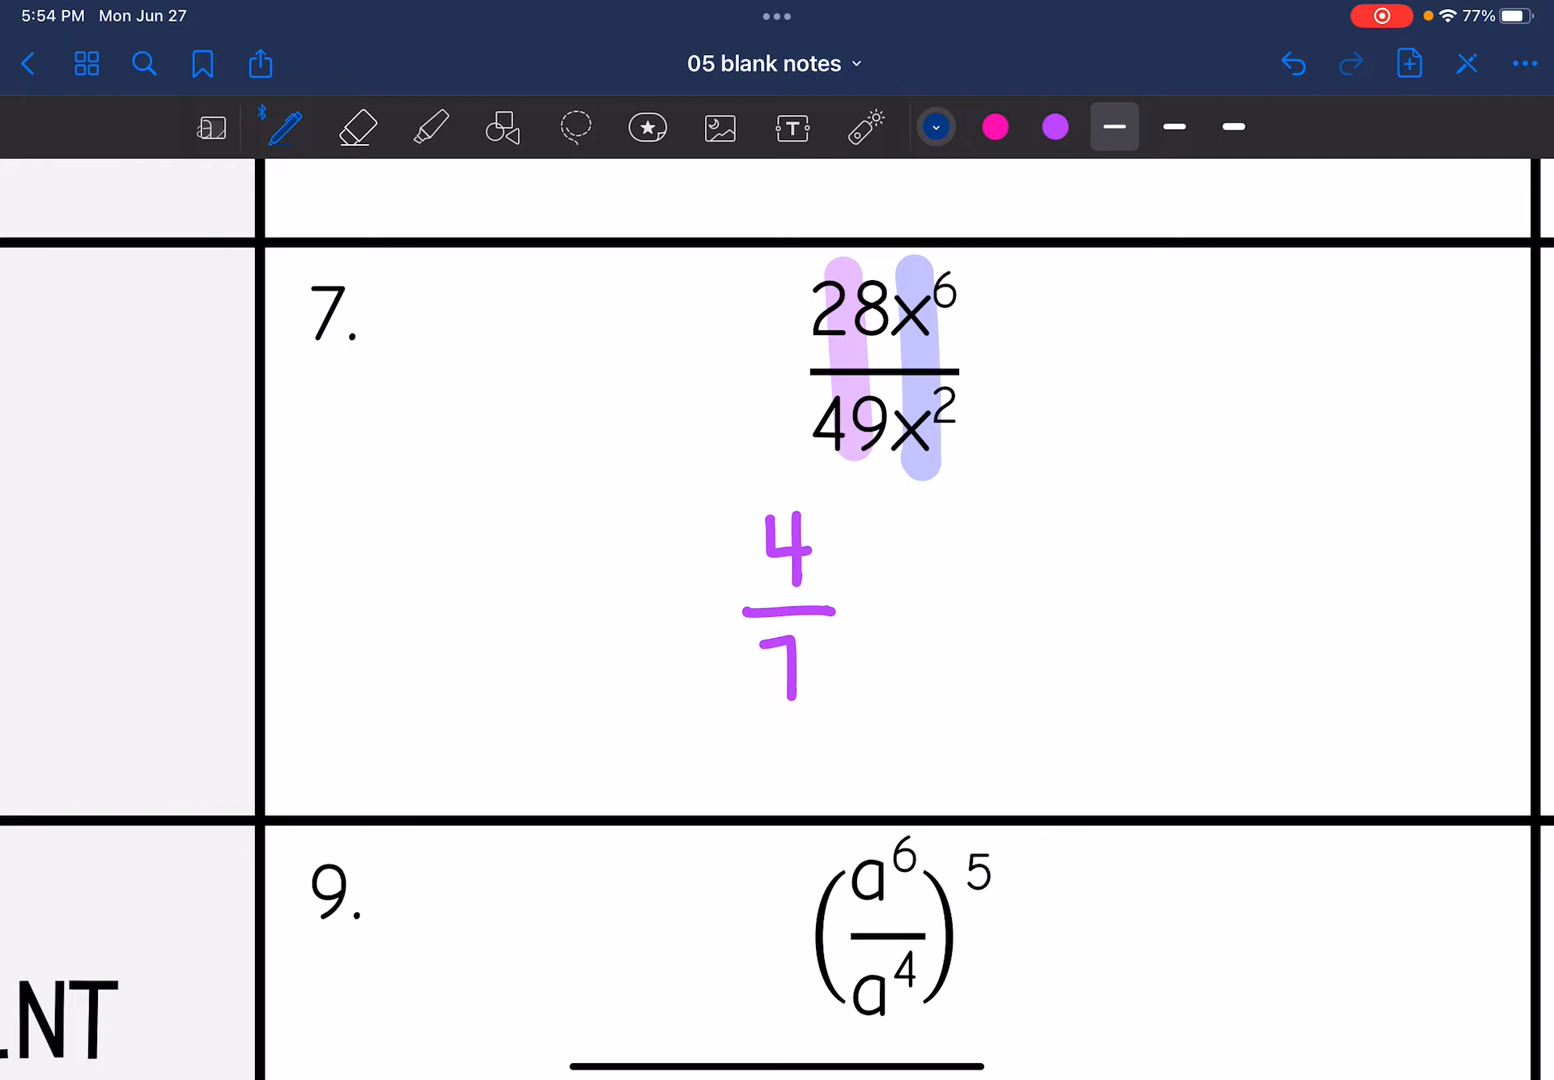 5:54 PM Mon Jun 27
77%
05 blank notes
T
7.
28x⁶
49x²
4
7
9.
(a⁶
a⁴)⁵
NT